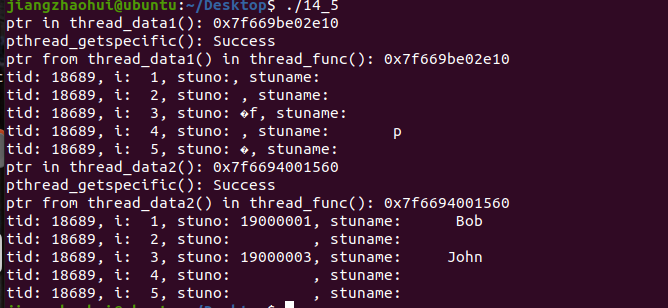 jiangzhaohui@ubuntu:~/Desktop$ ./14_5
ptr in thread_data1(): 0x7f669be02e10
pthread_getspecific(): Success
ptr from thread_data1() in thread_func(): 0x7f669be02e10
tid: 18689, i:  1, stuno:, stuname:
tid: 18689, i:  2, stuno: , stuname:
tid: 18689, i:  3, stuno: �f, stuname:
tid: 18689, i:  4, stuno: , stuname:       p
tid: 18689, i:  5, stuno: �, stuname:
ptr in thread_data2(): 0x7f6694001560
pthread_getspecific(): Success
ptr from thread_data2() in thread_func(): 0x7f6694001560
tid: 18689, i:  1, stuno: 19000001, stuname:       Bob
tid: 18689, i:  2, stuno:         , stuname:
tid: 18689, i:  3, stuno: 19000003, stuname:      John
tid: 18689, i:  4, stuno:         , stuname:
tid: 18689, i:  5, stuno:         , stuname: